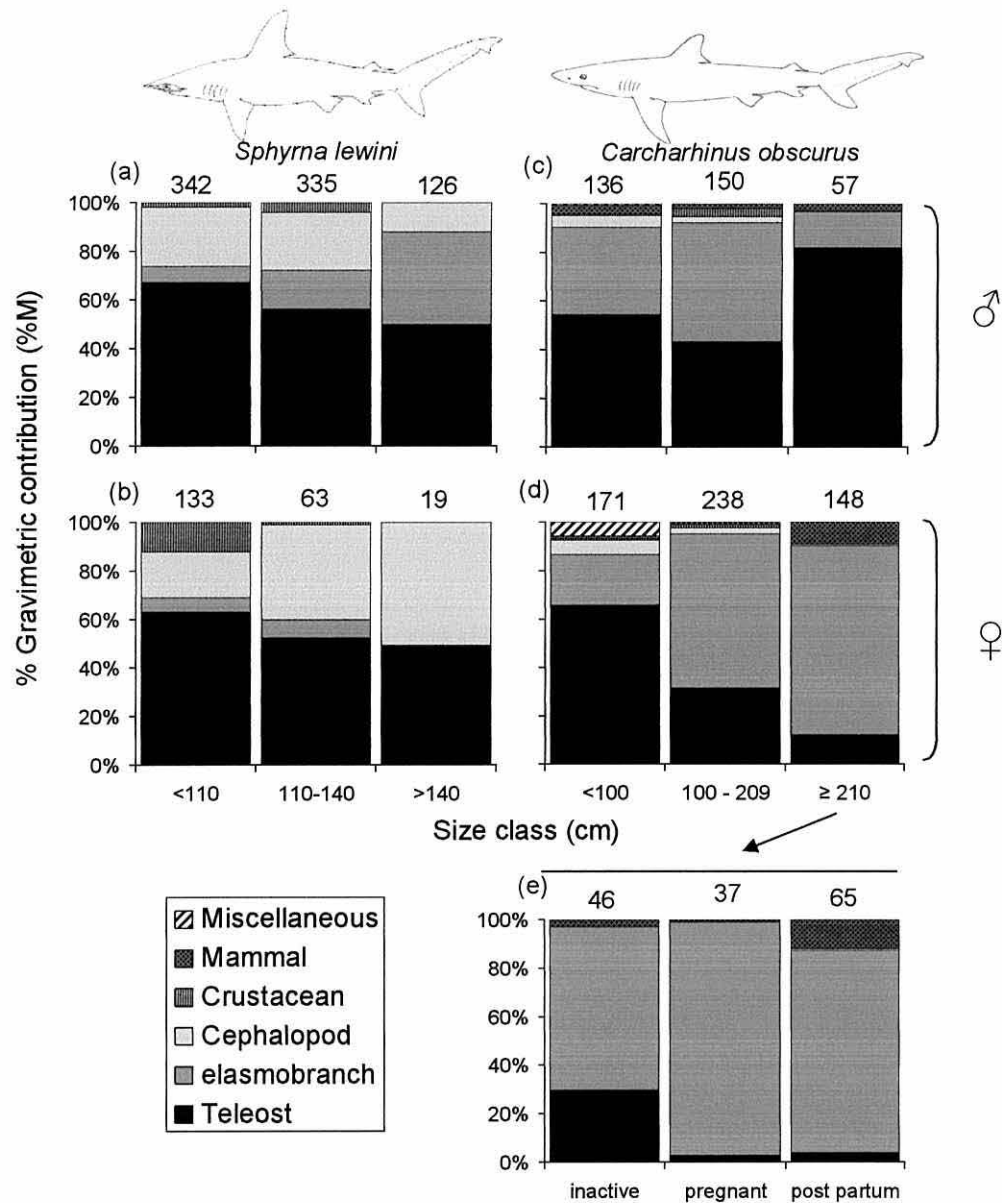 Sphyrna lewini
Carcharhinus obscurus
(a)
342 335 126
(c)
136 150 57
100%
80%
60%
40%
20%
0%
♂
% Gravimetric contribution (%M)
(b)
133 63 19
(d)
171 238 148
100%
80%
60%
40%
20%
0%
♀
<110 110-140 >140
<100 100 - 209 ≥ 210
Size class (cm)
(e)
46 37 65
100%
80%
60%
40%
20%
0%
inactive pregnant post partum
Miscellaneous
Mammal
Crustacean
Cephalopod
elasmobranch
Teleost